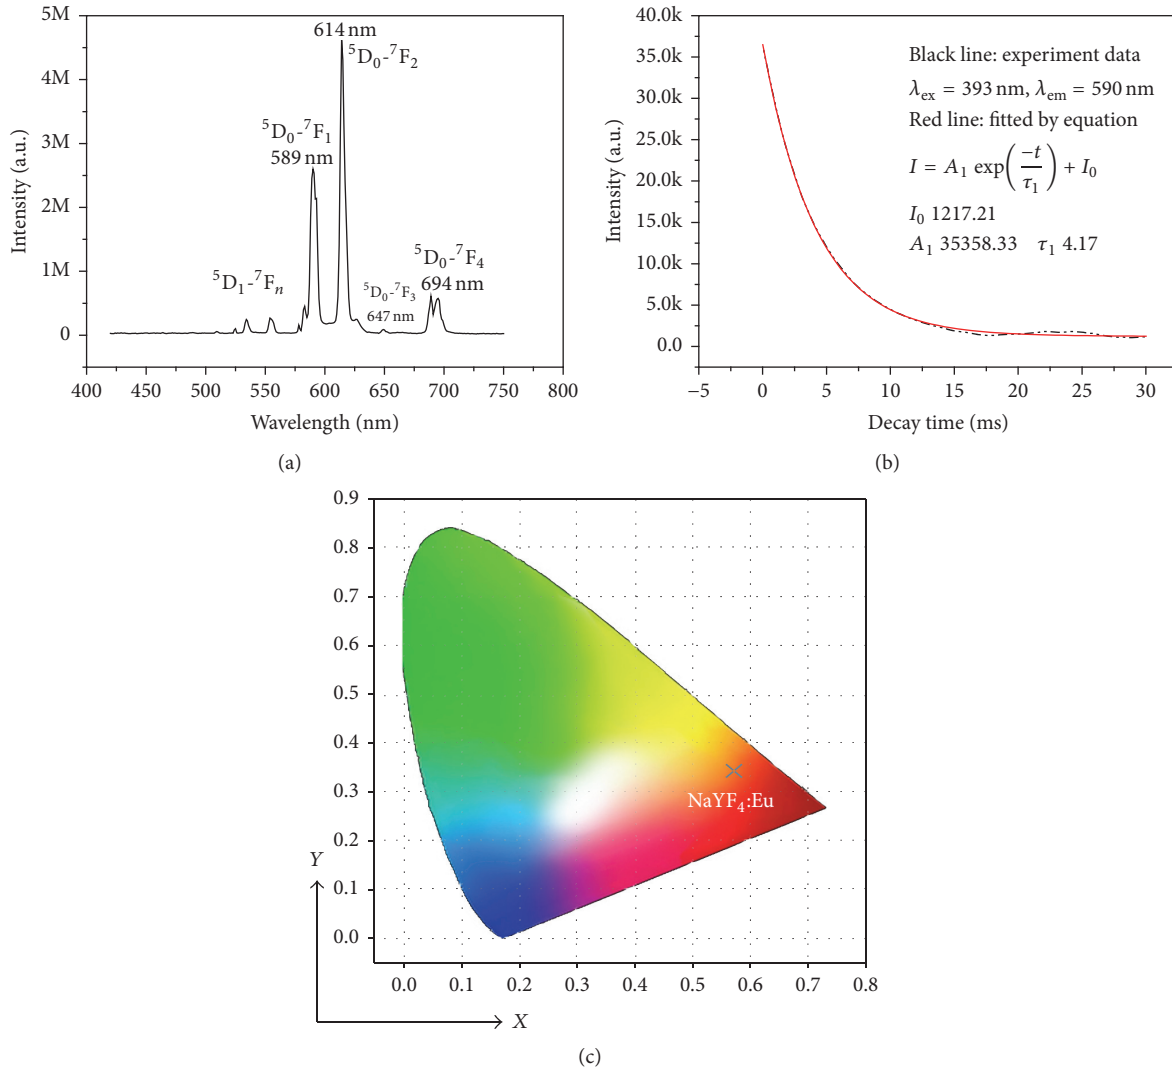 5M
4M
3M
2M
1M
0
Intensity (a.u.)
614 nm
⁵D₀-⁷F₂
⁵D₀-⁷F₁
589 nm
⁵D₁-⁷Fₙ
⁵D₀-⁷F₃
647 nm
⁵D₀-⁷F₄
694 nm
400 450 500 550 600 650 700 750 800
Wavelength (nm)
(a)
40.0k
35.0k
30.0k
25.0k
20.0k
15.0k
10.0k
5.0k
0.0
Intensity (a.u.)
Black line: experiment data
λₑₓ = 393 nm, λₑₘ = 590 nm
Red line: fitted by equation
I = A₁ exp(−t/τ₁) + I₀
I₀ 1217.21
A₁ 35358.33 τ₁ 4.17
−5 0 5 10 15 20 25 30
Decay time (ms)
(b)
0.9
0.8
0.7
0.6
0.5
0.4
0.3
0.2
0.1
0.0
NaYF₄:Eu
Y
0.0 0.1 0.2 0.3 0.4 0.5 0.6 0.7 0.8
X
(c)